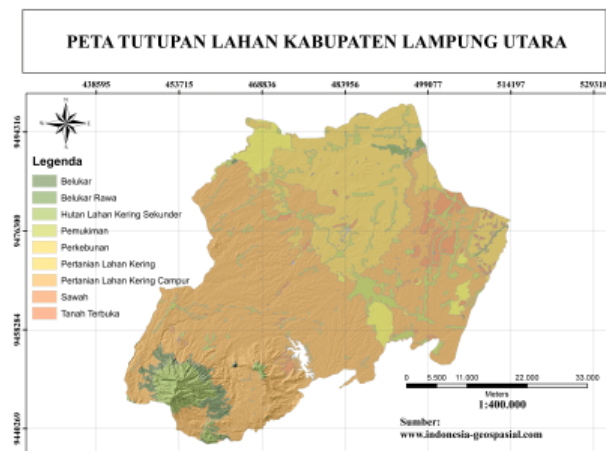 PETA TUTUPAN LAHAN KABUPATEN LAMPUNG UTARA
438595 453715 468836 483956 499077 514197 529318
9494316
9476300
9458284
9440269
N
Legenda
Belukar
Belukar Rawa
Hutan Lahan Kering Sekunder
Pemukiman
Perkebunan
Pertanian Lahan Kering
Pertanian Lahan Kering Campur
Sawah
Tanah Terbuka
0 5.500 11.000 22.000 33.000
Meters
1:400.000
Sumber:
www.indonesia-geospasial.com